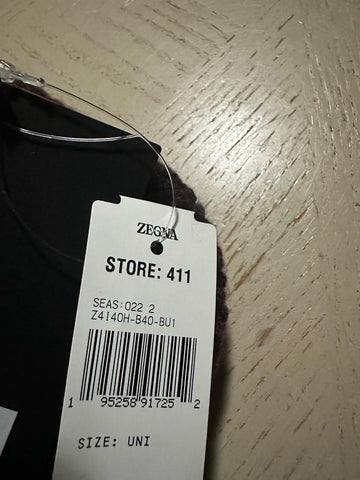 ZEGNA
STORE: 411
SEAS:022 2
Z4I40H-B40-BU1
1 95258 91725 2
SIZE: UNI